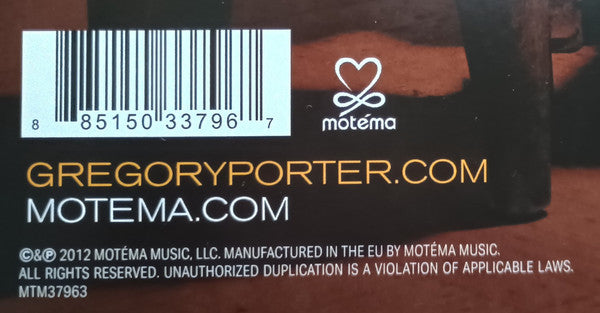 8 85150 33796 7
motéma
GREGORYPORTER.COM
MOTEMA.COM
©&℗ 2012 MOTÉMA MUSIC, LLC. MANUFACTURED IN THE EU BY MOTÉMA MUSIC.
ALL RIGHTS RESERVED. UNAUTHORIZED DUPLICATION IS A VIOLATION OF APPLICABLE LAWS.
MTM37963